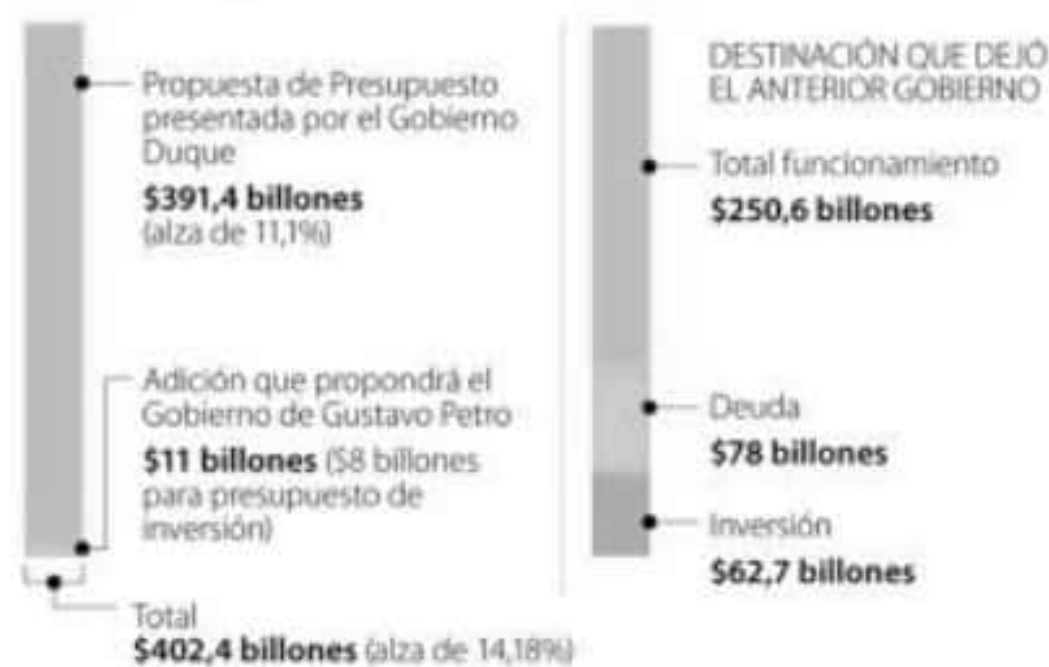 Propuesta de Presupuesto
presentada por el Gobierno
Duque
$391,4 billones
(alza de 11,1%)
Adición que propondrá el
Gobierno de Gustavo Petro
$11 billones ($8 billones
para presupuesto de
inversión)
Total
$402,4 billones (alza de 14,18%)
DESTINACIÓN QUE DEJÓ
EL ANTERIOR GOBIERNO
Total funcionamiento
$250,6 billones
Deuda
$78 billones
Inversión
$62,7 billones